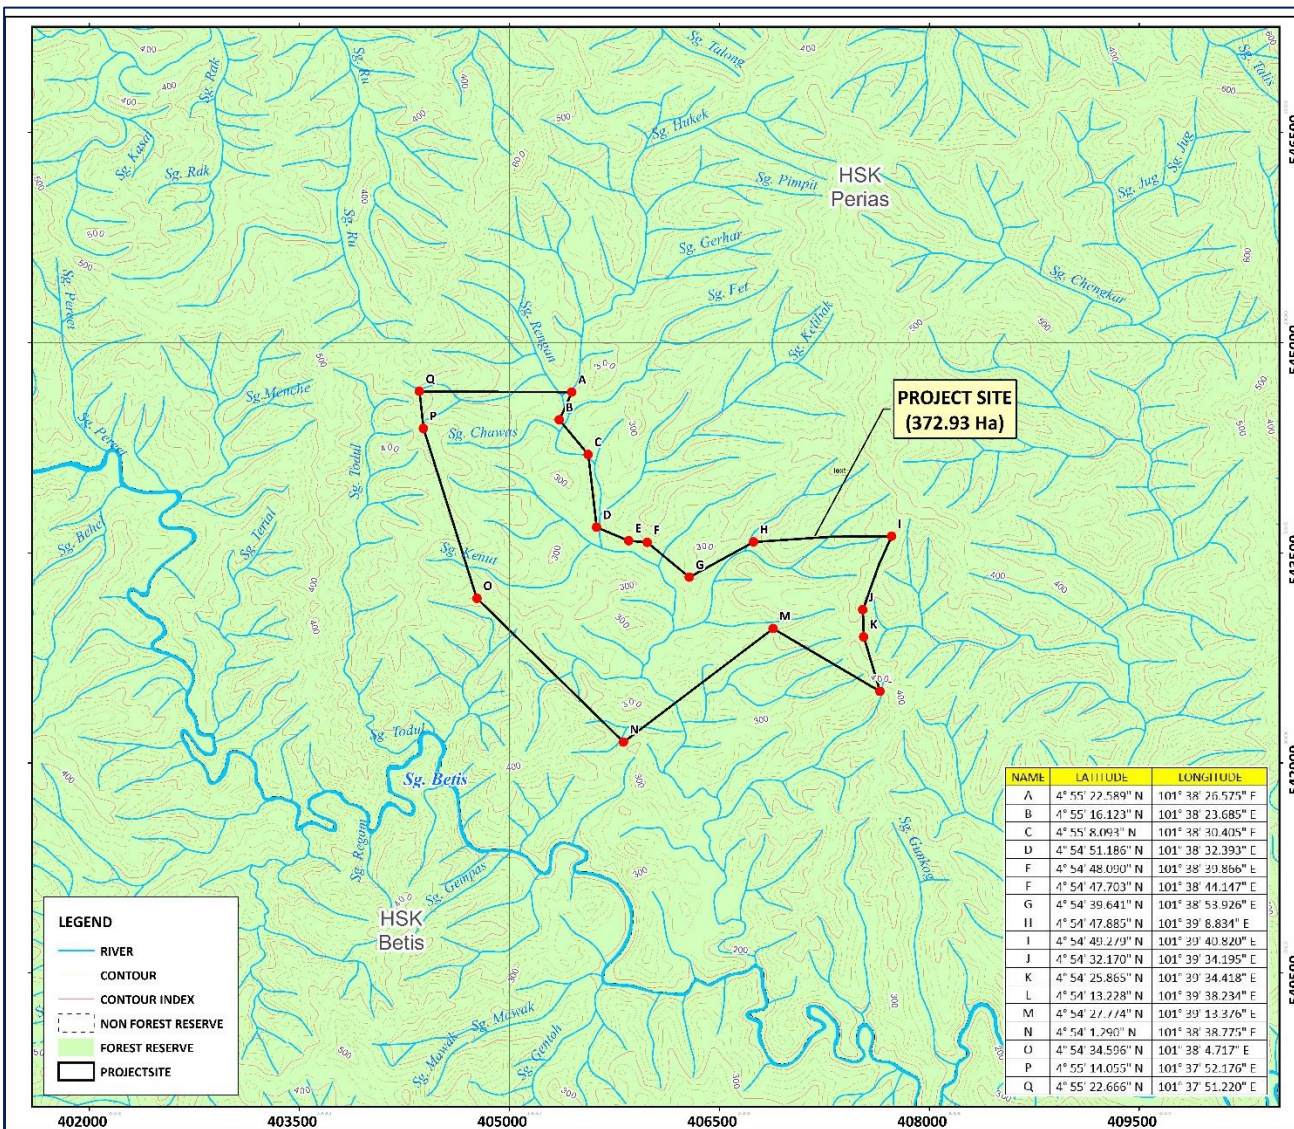 Sg. Rak
Sg. Ru
Sg. Talong
Sg. Talis
Sg. Kasai
Sg. Rak
Sg. Hukek
HSK
Perias
Sg. Pimpit
Sg. Jug
Sg. Jug
Sg. Ru
Sg. Gerhar
Sg. Perbet
Sg. Fet
Sg. Chengkar
Sg. Rengan
Sg. Kelibak
Sg. Menche
Sg. Chawas
Sg. Todul
Sg. Behel
Sg. Terial
Sg. Kenut
PROJECT SITE
(372.93 Ha)
Text
Q
A
B
P
C
D
E
F
G
H
I
J
K
M
N
O
Sg. Todul
Sg. Betis
Sg. Regam
Sg. Gempas
HSK
Betis
Sg. Mawak
Sg. Mawak
Sg. Gentoh
LEGEND
RIVER
CONTOUR
CONTOUR INDEX
NON FOREST RESERVE
FOREST RESERVE
PROJECTSITE
NAME LATITUDE LONGITUDE
A 4° 55' 22.589" N 101° 38' 26.575" E
B 4° 55' 16.123" N 101° 38' 23.685" E
C 4° 55' 8.093" N 101° 38' 30.405" E
D 4° 54' 51.186" N 101° 38' 32.393" E
E 4° 54' 48.090" N 101° 38' 39.866" E
F 4° 54' 47.703" N 101° 38' 44.147" E
G 4° 54' 39.641" N 101° 38' 53.926" E
H 4° 54' 47.885" N 101° 39' 8.834" E
I 4° 54' 49.279" N 101° 39' 40.820" E
J 4° 54' 32.170" N 101° 39' 34.195" E
K 4° 54' 25.865" N 101° 39' 34.418" E
L 4° 54' 13.228" N 101° 39' 38.234" E
M 4° 54' 27.774" N 101° 39' 13.376" E
N 4° 54' 1.290" N 101° 38' 38.775" E
O 4° 54' 34.596" N 101° 38' 4.717" E
P 4° 55' 14.055" N 101° 37' 52.176" E
Q 4° 55' 22.666" N 101° 37' 51.220" E
546500
545000
543500
542000
540500
402000
403500
405000
406500
408000
409500